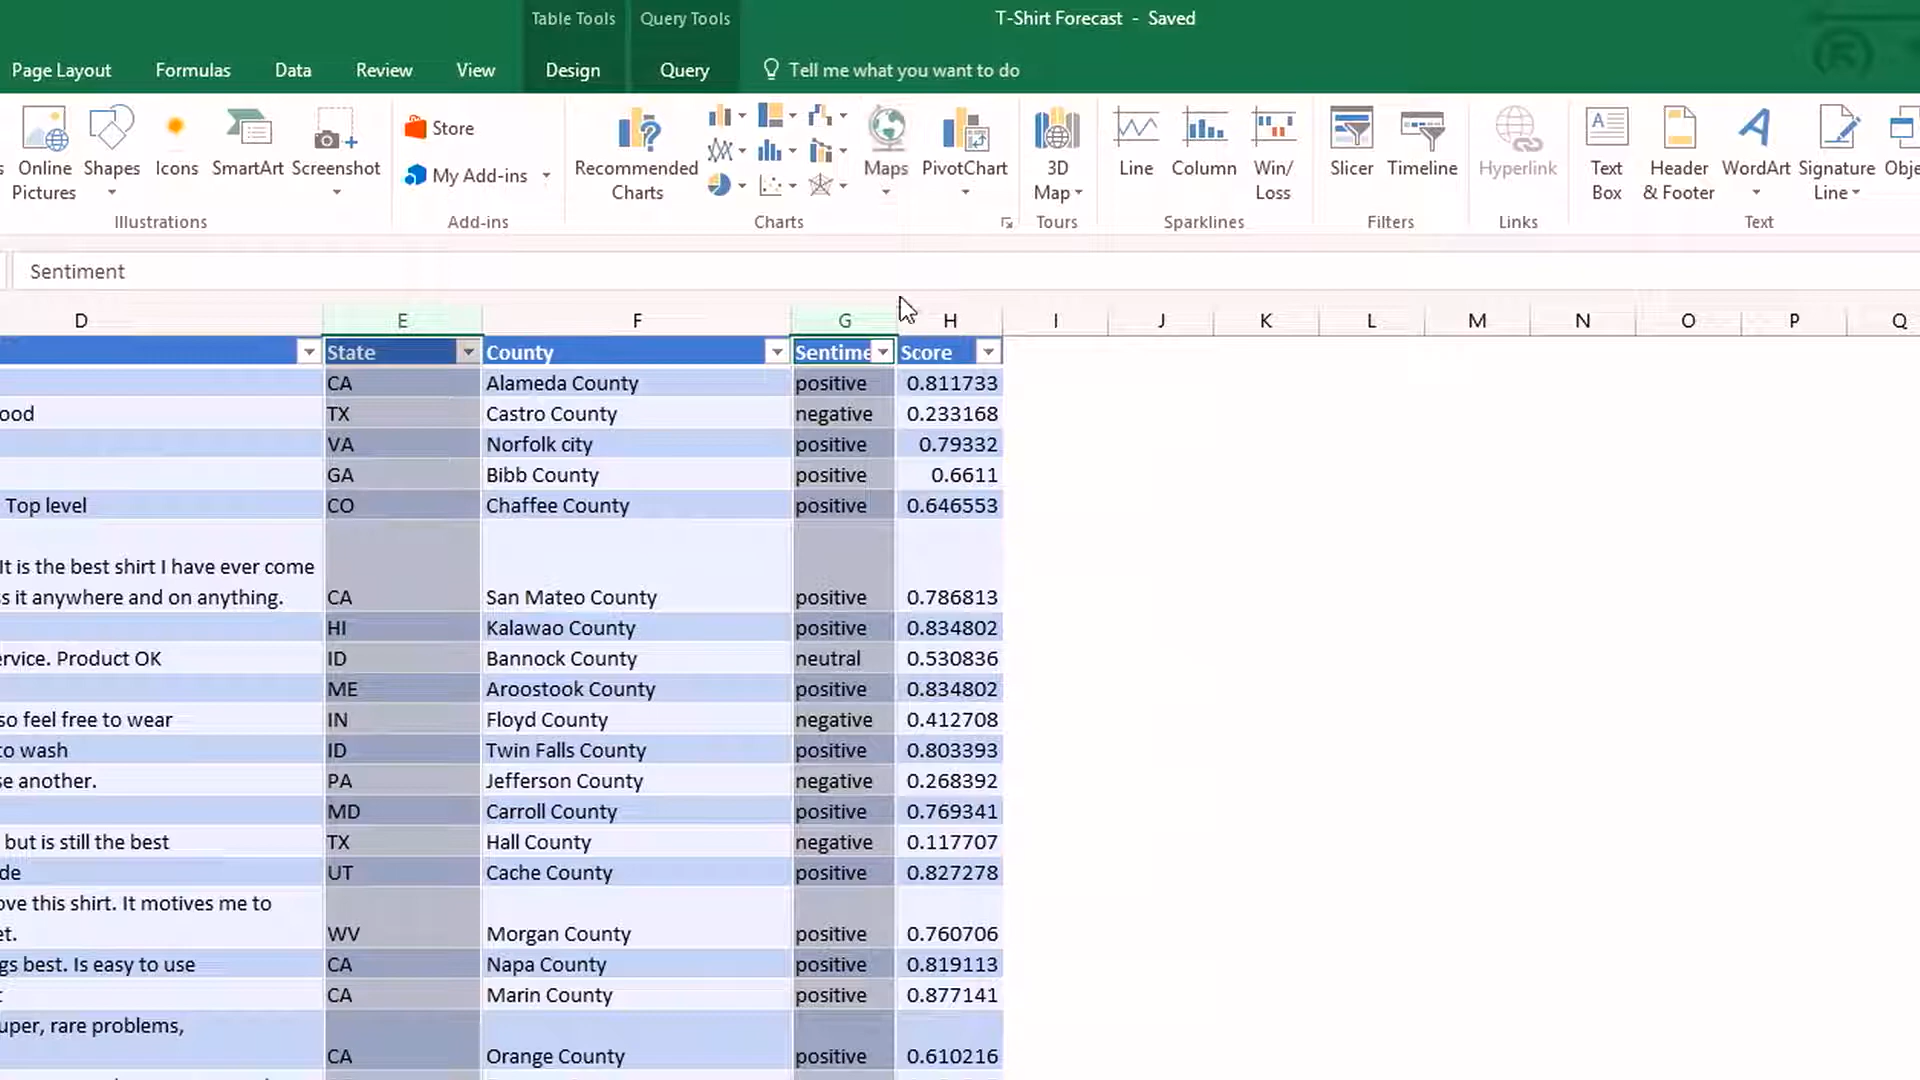 Table Tools Query Tools T-Shirt Forecast - Saved
Page Layout Formulas Data Review View Design Query Tell me what you want to do
Online Pictures
Shapes
Icons
SmartArt
Screenshot
Store
My Add-ins
Recommended Charts
Maps
PivotChart
3D Map
Line
Column
Win/ Loss
Slicer
Timeline
Hyperlink
Text Box
Header & Footer
WordArt
Signature Line
Obje
Illustrations Add-ins Charts Tours Sparklines Filters Links Text
Sentiment
D E F G H I J K L M N O P Q
State County Sentime Score
CA Alameda County positive 0.811733
ood TX Castro County negative 0.233168
VA Norfolk city positive 0.79332
GA Bibb County positive 0.6611
Top level CO Chaffee County positive 0.646553
It is the best shirt I have ever come
s it anywhere and on anything. CA San Mateo County positive 0.786813
HI Kalawao County positive 0.834802
ervice. Product OK ID Bannock County neutral 0.530836
ME Aroostook County positive 0.834802
so feel free to wear IN Floyd County negative 0.412708
to wash ID Twin Falls County positive 0.803393
se another. PA Jefferson County negative 0.268392
MD Carroll County positive 0.769341
but is still the best TX Hall County negative 0.117707
de UT Cache County positive 0.827278
ove this shirt. It motives me to
et. WV Morgan County positive 0.760706
gs best. Is easy to use CA Napa County positive 0.819113
CA Marin County positive 0.877141
uper, rare problems,
CA Orange County positive 0.610216